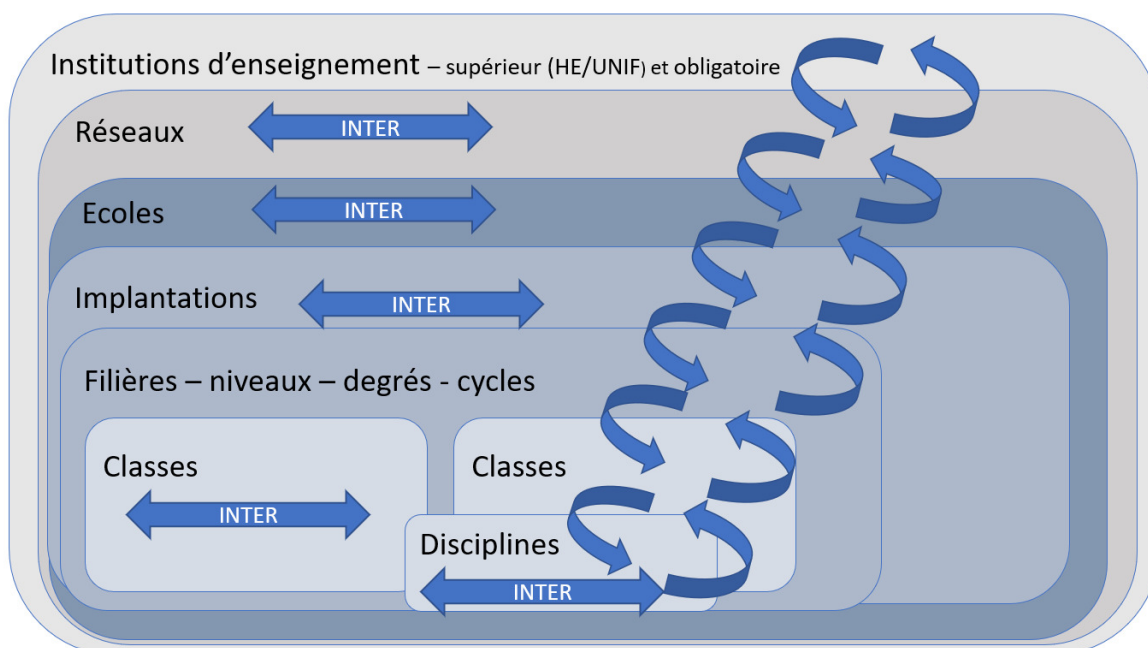 Institutions d’enseignement – supérieur (HE/UNIF) et obligatoire
Réseaux
INTER
Ecoles
INTER
Implantations
INTER
Filières – niveaux – degrés - cycles
Classes
Classes
INTER
Disciplines
INTER